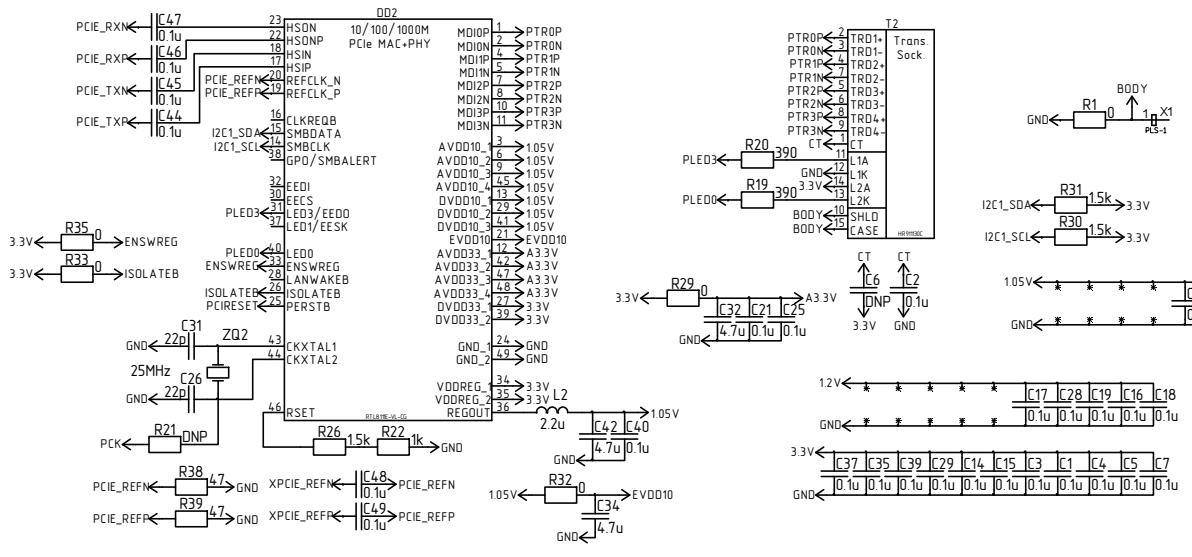 DD2
10/100/1000M
PCIe MAC+PHY
PCIE_RXN C47 0.1u 23 HSON
PCIE_RXP C46 0.1u 22 HSONP
PCIE_TXN C45 0.1u 18 HSIN
PCIE_TXP C44 0.1u 17 HSIP
PCIE_REFN 20 REFCLK_N
PCIE_REFP 19 REFCLK_P
16 CLKREQB
I2C1_SDA 15 SMBDATA
I2C1_SCL 14 SMBCLK
38 GPO/SMBALERT
32 EEDI
30 EECS
PLED3 31 LED3/EEDO
37 LED1/EESK
PLED0 40 LED0
ENSWREG 33 ENSWREG
28 LANWAKEB
ISOLATEB 26 ISOLATEB
PCIRESET 25 PERSTB
43 CKXTAL1
44 CKXTAL2
46 RSET
MDI0P 1 PTR0P
MDI0N 2 PTR0N
MDI1P 4 PTR1P
MDI1N 5 PTR1N
MDI2P 7 PTR2P
MDI2N 8 PTR2N
MDI3P 10 PTR3P
MDI3N 11 PTR3N
AVDD10_1 3 1.05V
AVDD10_2 6 1.05V
AVDD10_3 9 1.05V
AVDD10_4 45 1.05V
DVDD10_1 13 1.05V
DVDD10_2 29 1.05V
DVDD10_3 41 1.05V
EVDD10 21 EVDD10
AVDD33_1 12 A3.3V
AVDD33_2 42 A3.3V
AVDD33_3 47 A3.3V
AVDD33_4 48 A3.3V
DVDD33_1 27 3.3V
DVDD33_2 39 3.3V
GND_1 24 GND
GND_2 49 GND
VDDREG_1 34 3.3V
VDDREG_2 35 3.3V
REGOUT 36
RTL8111E-VL-CG
3.3V R35 0 ENSWREG
3.3V R33 0 ISOLATEB
GND 22p C31 ZQ2
25MHz
GND 22p C26
PCK R21 DNP
R26 1.5k R22 1k GND
PCIE_REFN R38 47 GND
PCIE_REFP R39 47 GND
XPCIE_REFN C48 0.1u PCIE_REFN
XPCIE_REFP C49 0.1u PCIE_REFP
L2 2.2u 1.05V
C42 4.7u C40 0.1u
GND
1.05V R32 0 EVDD10
C34 4.7u
GND
T2
Trans.
Sock.
PTR0P 2 TRD1+
PTR0N 3 TRD1-
PTR1P 4 TRD2+
PTR1N 7 TRD2-
PTR2P 5 TRD3+
PTR2N 6 TRD3-
PTR3P 8 TRD4+
PTR3N 9 TRD4-
CT 1 CT
PLED3 R20 390 11 L1A
GND 12 L1K
3.3V 14 L2A
PLED0 R19 390 13 L2K
BODY 10 SHLD
BODY 15 CASE
HR911130C
3.3V R29 0 A3.3V
C32 4.7u C21 0.1u C25 0.1u
GND
CT C6 DNP 3.3V
CT C2 0.1u GND
GND R1 0 BODY 1 X1
PLS-1
I2C1_SDA R31 1.5k 3.3V
I2C1_SCL R30 1.5k 3.3V
1.05V
GND
1.2V
C17 0.1u C28 0.1u C19 0.1u C16 0.1u C18 0.1u
GND
3.3V
C37 0.1u C35 0.1u C39 0.1u C29 0.1u C14 0.1u C15 0.1u C3 0.1u C1 0.1u C4 0.1u C5 0.1u C7 0.1u
GND